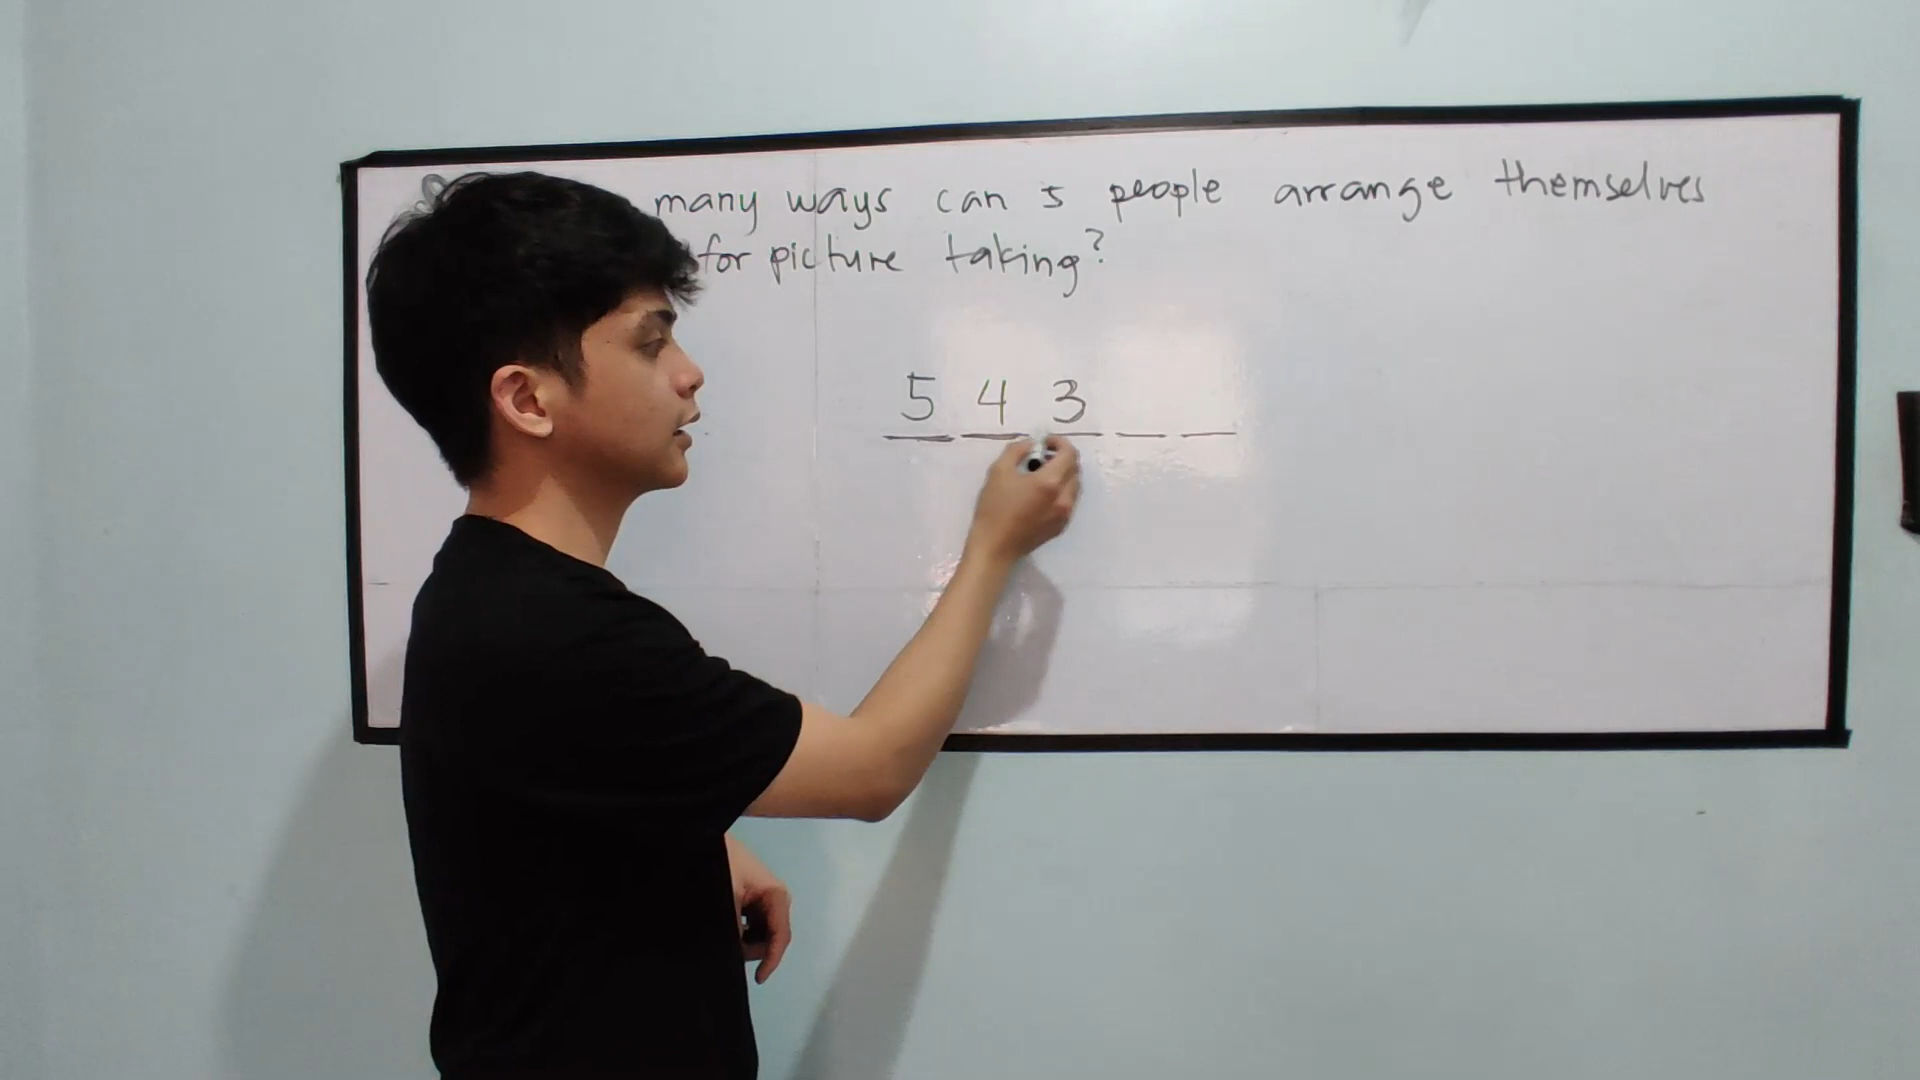 many ways can 5 people arrange themselves
for picture taking?
5 4 3